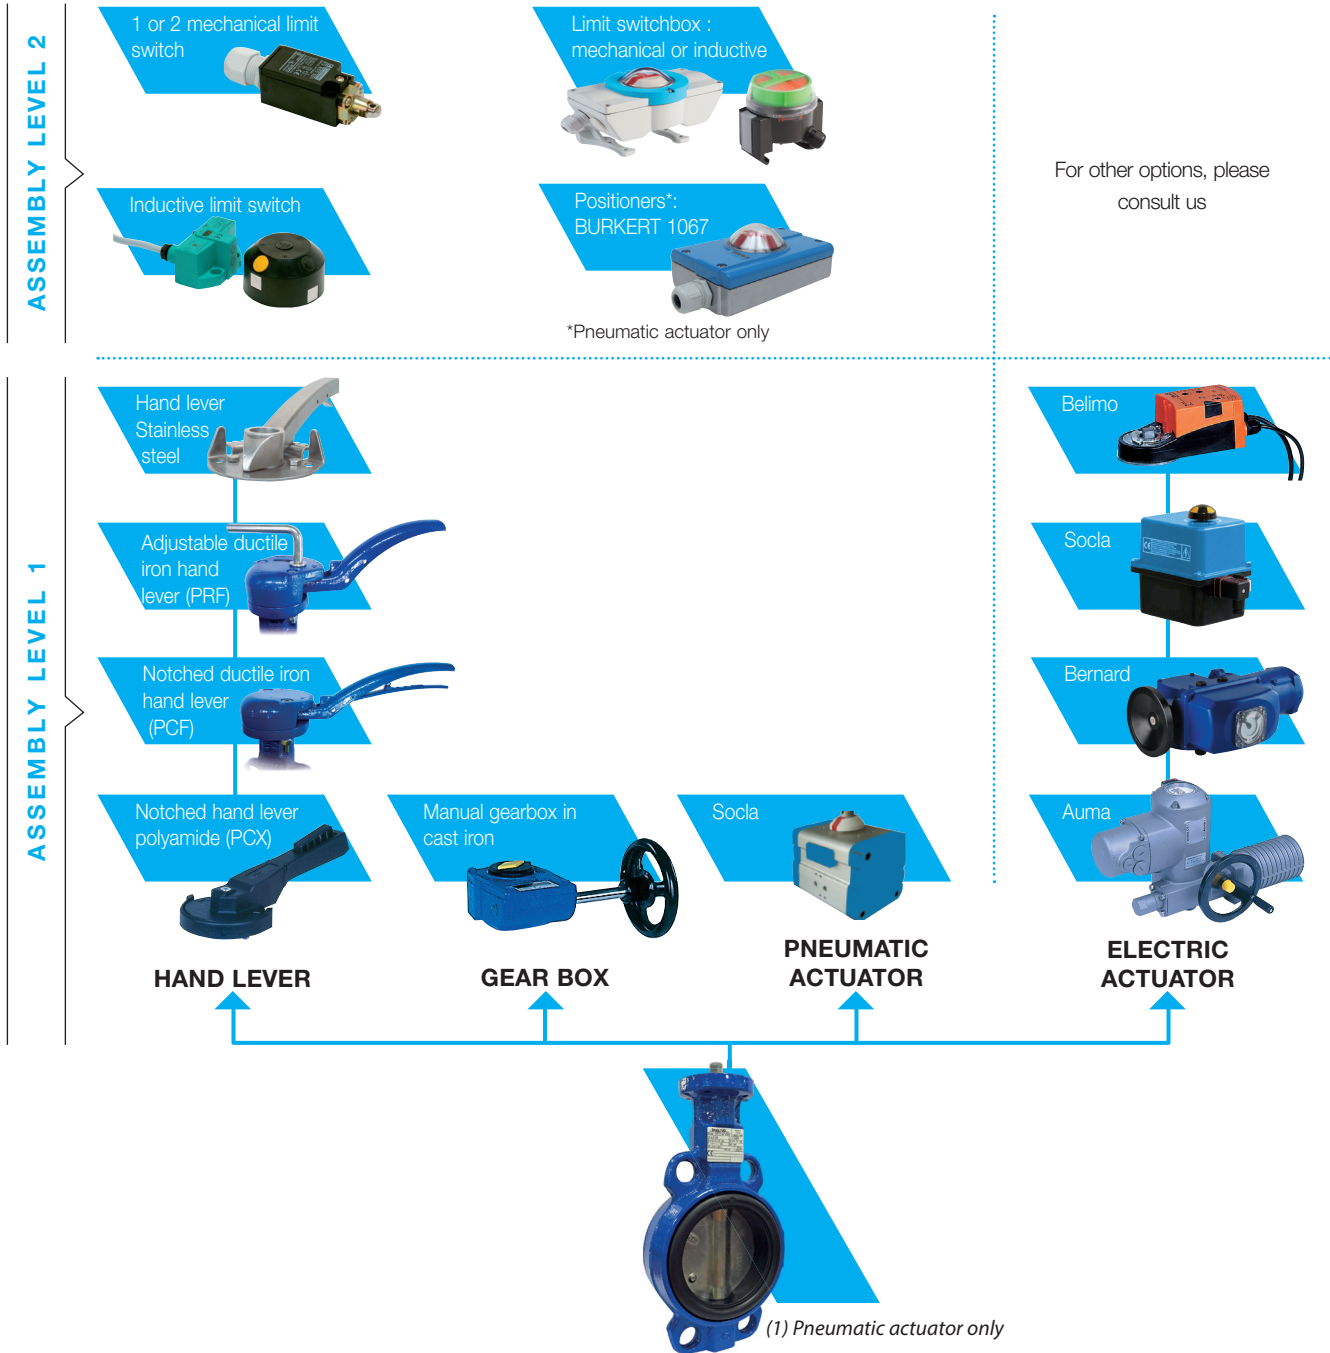 ASSEMBLY LEVEL 2
1 or 2 mechanical limit
switch
Limit switchbox :
mechanical or inductive
Inductive limit switch
Positioners*:
BURKERT 1067
*Pneumatic actuator only
For other options, please
consult us
ASSEMBLY LEVEL 1
Hand lever
Stainless
steel
Adjustable ductile
iron hand
lever (PRF)
Notched ductile iron
hand lever
(PCF)
Notched hand lever
polyamide (PCX)
Manual gearbox in
cast iron
Socla
Belimo
Socla
Bernard
Auma
HAND LEVER
GEAR BOX
PNEUMATIC
ACTUATOR
ELECTRIC
ACTUATOR
(1) Pneumatic actuator only